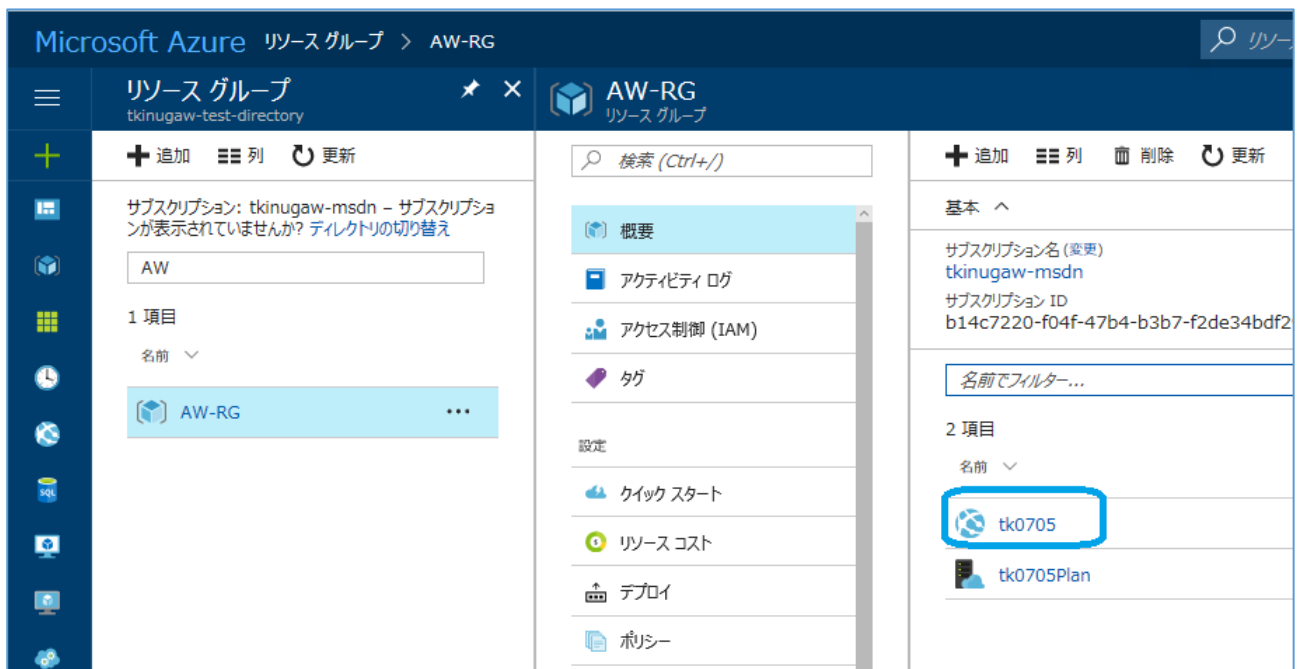 Microsoft Azure リソース グループ > AW-RG
リソー
リソース グループ
tkinugaw-test-directory
追加 列 更新
サブスクリプション: tkinugaw-msdn – サブスクリプショ
ンが表示されていませんか? ディレクトリの切り替え
AW
1 項目
名前
AW-RG
AW-RG
リソース グループ
検索 (Ctrl+/)
概要
アクティビティ ログ
アクセス制御 (IAM)
タグ
設定
クイック スタート
リソース コスト
デプロイ
ポリシー
追加 列 削除 更新
基本
サブスクリプション名 (変更)
tkinugaw-msdn
サブスクリプション ID
b14c7220-f04f-47b4-b3b7-f2de34bdf2
名前でフィルター...
2 項目
名前
tk0705
tk0705Plan
SQL